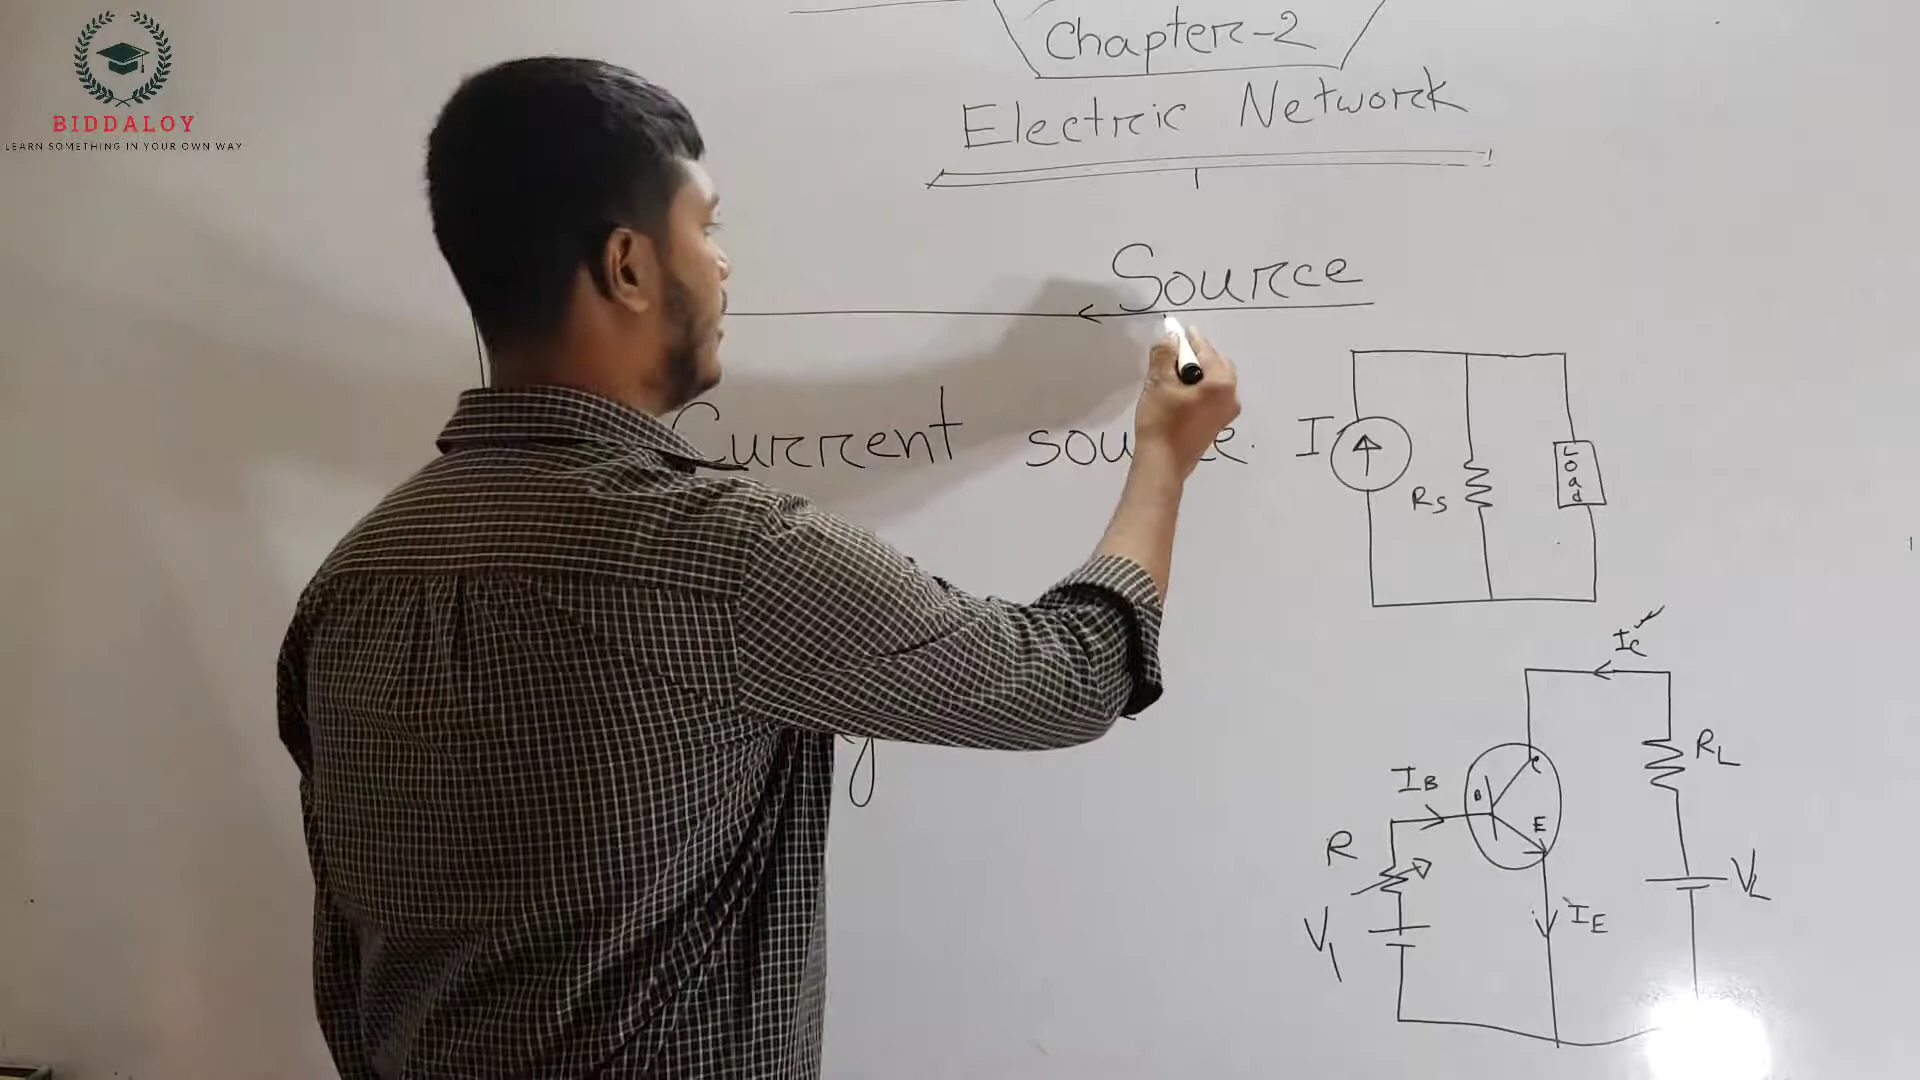 BIDDALOY
LEARN SOMETHING IN YOUR OWN WAY
Chapter-2
Electric Network
Source
Current
I
Rs
Load
Ic
RL
IB
B
C
E
R
V1
IE
VL